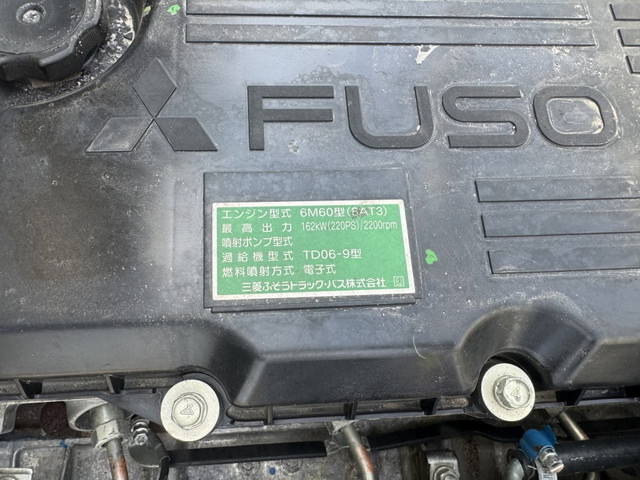 FUSO
エンジン型式 6M60型(6AT3)
最高出力 162kW(220PS)/2200rpm
噴射ポンプ型式
過給機型式 TD06-9型
燃料噴射方式 電子式
三菱ふそうトラック・バス株式会社